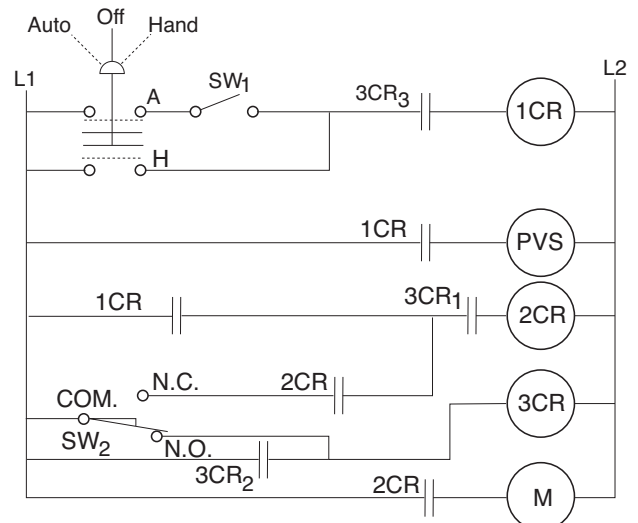 Off
Auto Hand
L1 L2
A SW1 3CR3 1CR
H
1CR PVS
1CR 3CR1 2CR
N.C. 2CR 3CR
COM.
SW2 N.O.
3CR2 2CR M